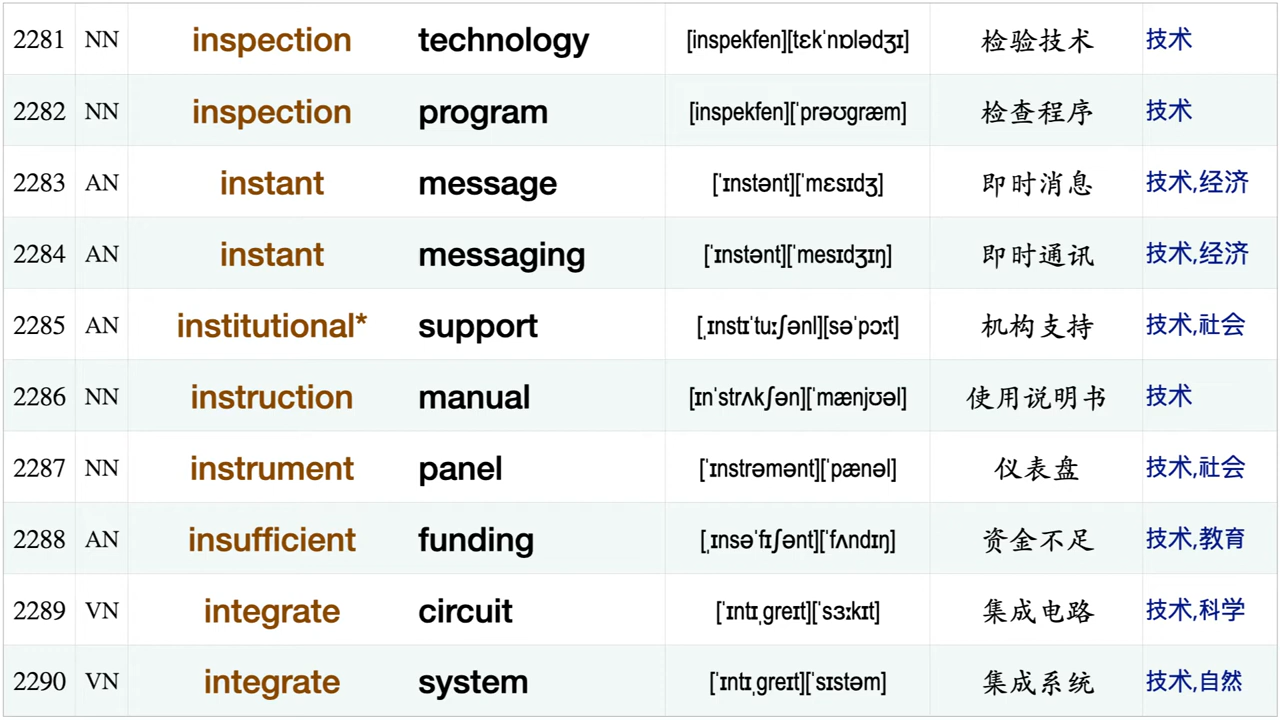 2281 NN inspection technology [inspekfen][tɛkˈnɒlədʒɪ] 检验技术 技术
2282 NN inspection program [inspekfen][ˈprəʊgræm] 检查程序 技术
2283 AN instant message [ˈɪnstənt][ˈmɛsɪdʒ] 即时消息 技术,经济
2284 AN instant messaging [ˈɪnstənt][ˈmesɪdʒɪŋ] 即时通讯 技术,经济
2285 AN institutional* support [ˌɪnstɪˈtuːʃənl][səˈpɔːt] 机构支持 技术,社会
2286 NN instruction manual [ɪnˈstrʌkʃən][ˈmænjʊəl] 使用说明书 技术
2287 NN instrument panel [ˈɪnstrəmənt][ˈpænəl] 仪表盘 技术,社会
2288 AN insufficient funding [ˌɪnsəˈfɪʃənt][ˈfʌndɪŋ] 资金不足 技术,教育
2289 VN integrate circuit [ˈɪntɪˌgreɪt][ˈsɜːkɪt] 集成电路 技术,科学
2290 VN integrate system [ˈɪntɪˌgreɪt][ˈsɪstəm] 集成系统 技术,自然